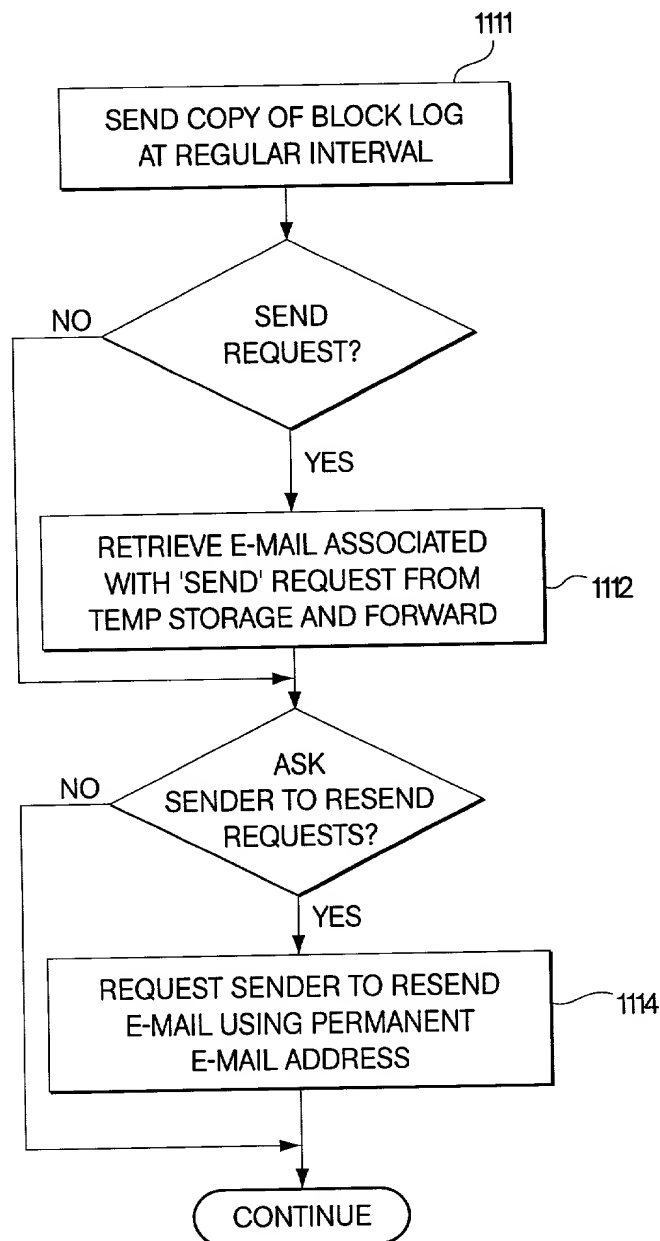 1111
SEND COPY OF BLOCK LOG
AT REGULAR INTERVAL
NO
SEND
REQUEST?
YES
RETRIEVE E-MAIL ASSOCIATED
WITH 'SEND' REQUEST FROM
TEMP STORAGE AND FORWARD
1112
NO
ASK
SENDER TO RESEND
REQUESTS?
YES
REQUEST SENDER TO RESEND
E-MAIL USING PERMANENT
E-MAIL ADDRESS
1114
CONTINUE